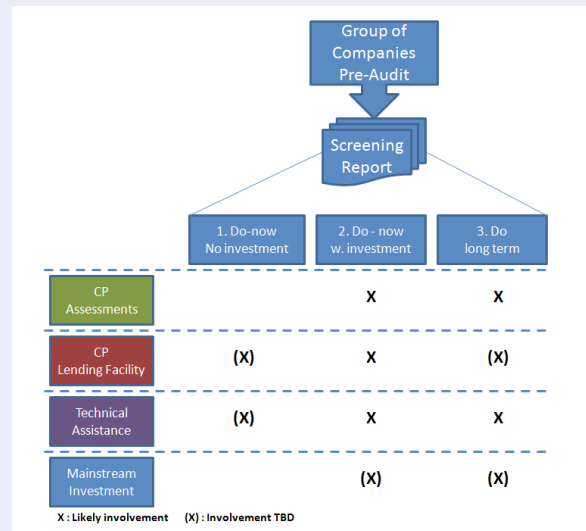 Group of
Companies
Pre-Audit
Screening
Report
1. Do-now
No investment
2. Do - now
w. investment
3. Do
long term
CP
Assessments
X X
CP
Lending Facility
(X) X (X)
Technical
Assistance
(X) X X
Mainstream
Investment
(X) (X)
X : Likely involvement (X) : Involvement TBD